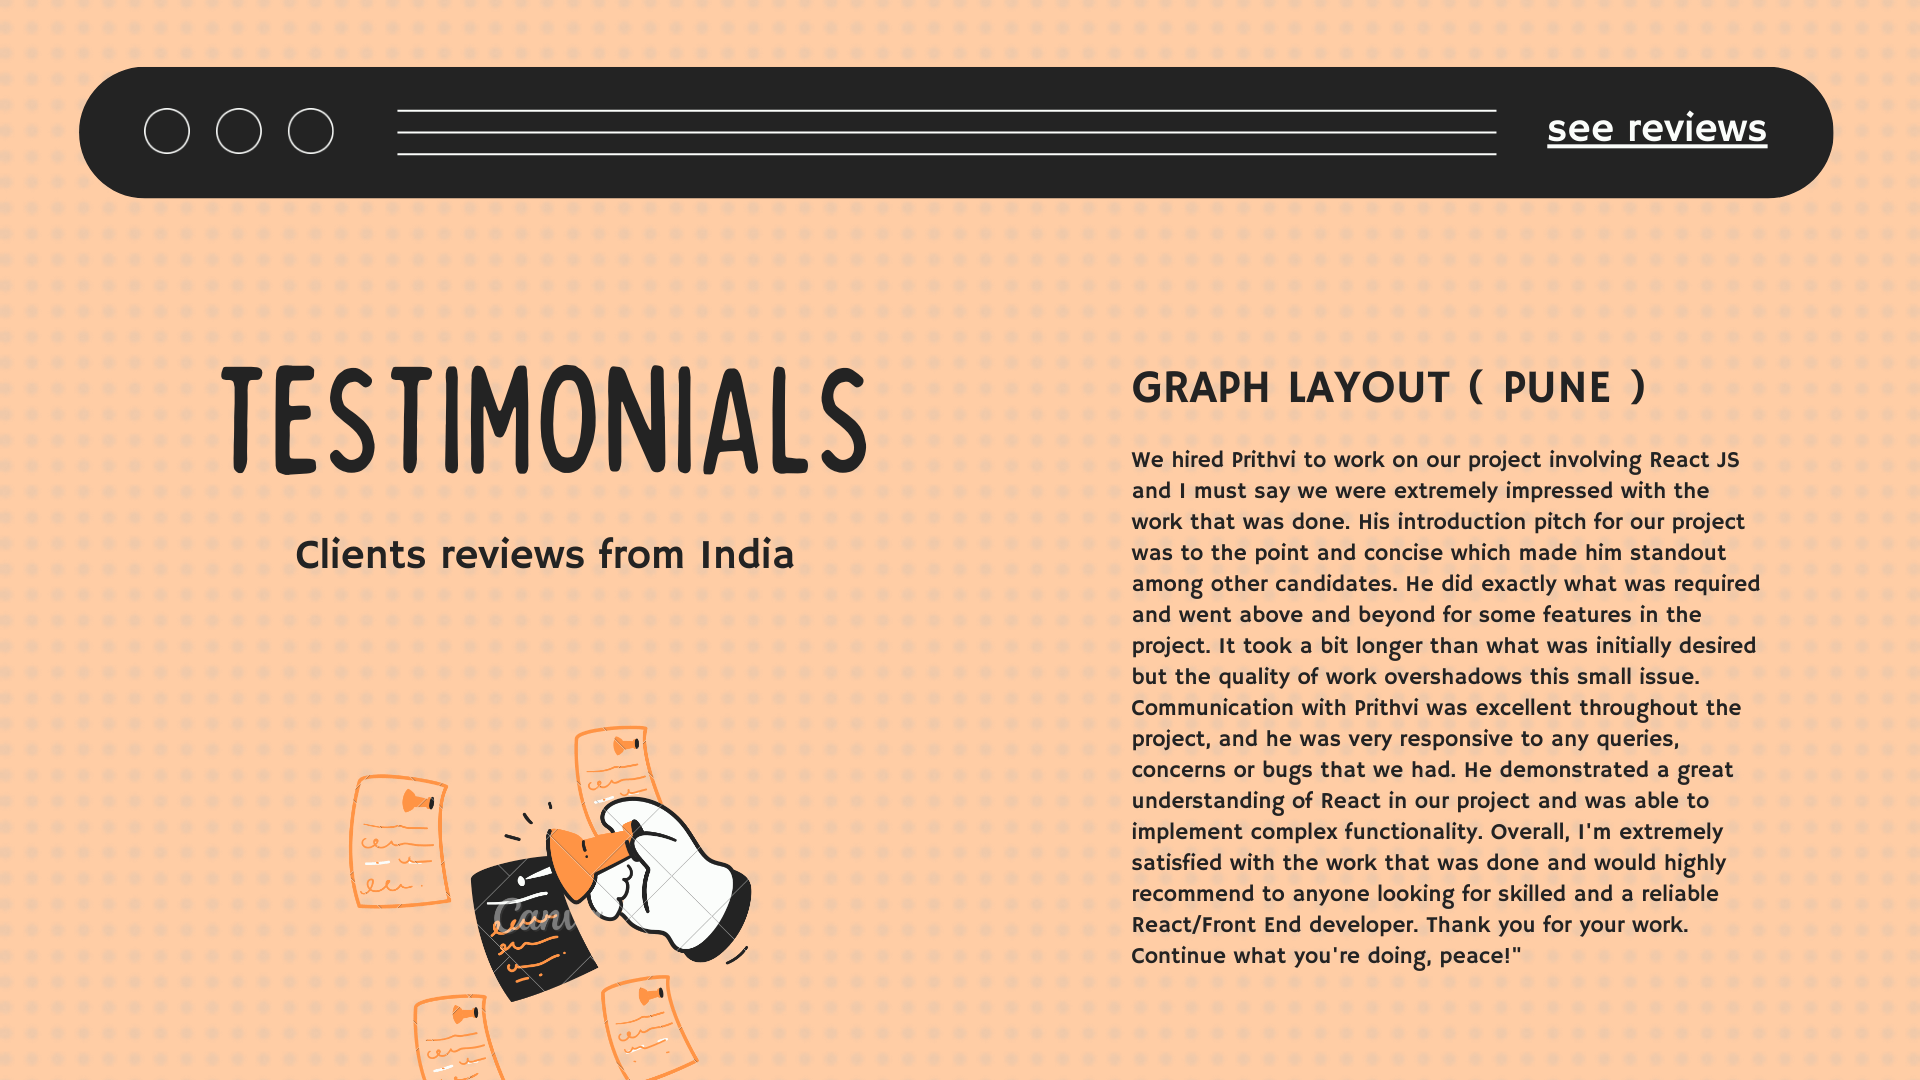 see reviews
TESTIMONIALS
Clients reviews from India
GRAPH LAYOUT ( PUNE )
We hired Prithvi to work on our project involving React JS
and I must say we were extremely impressed with the
work that was done. His introduction pitch for our project
was to the point and concise which made him standout
among other candidates. He did exactly what was required
and went above and beyond for some features in the
project. It took a bit longer than what was initially desired
but the quality of work overshadows this small issue.
Communication with Prithvi was excellent throughout the
project, and he was very responsive to any queries,
concerns or bugs that we had. He demonstrated a great
understanding of React in our project and was able to
implement complex functionality. Overall, I'm extremely
satisfied with the work that was done and would highly
recommend to anyone looking for skilled and a reliable
React/Front End developer. Thank you for your work.
Continue what you're doing, peace!"